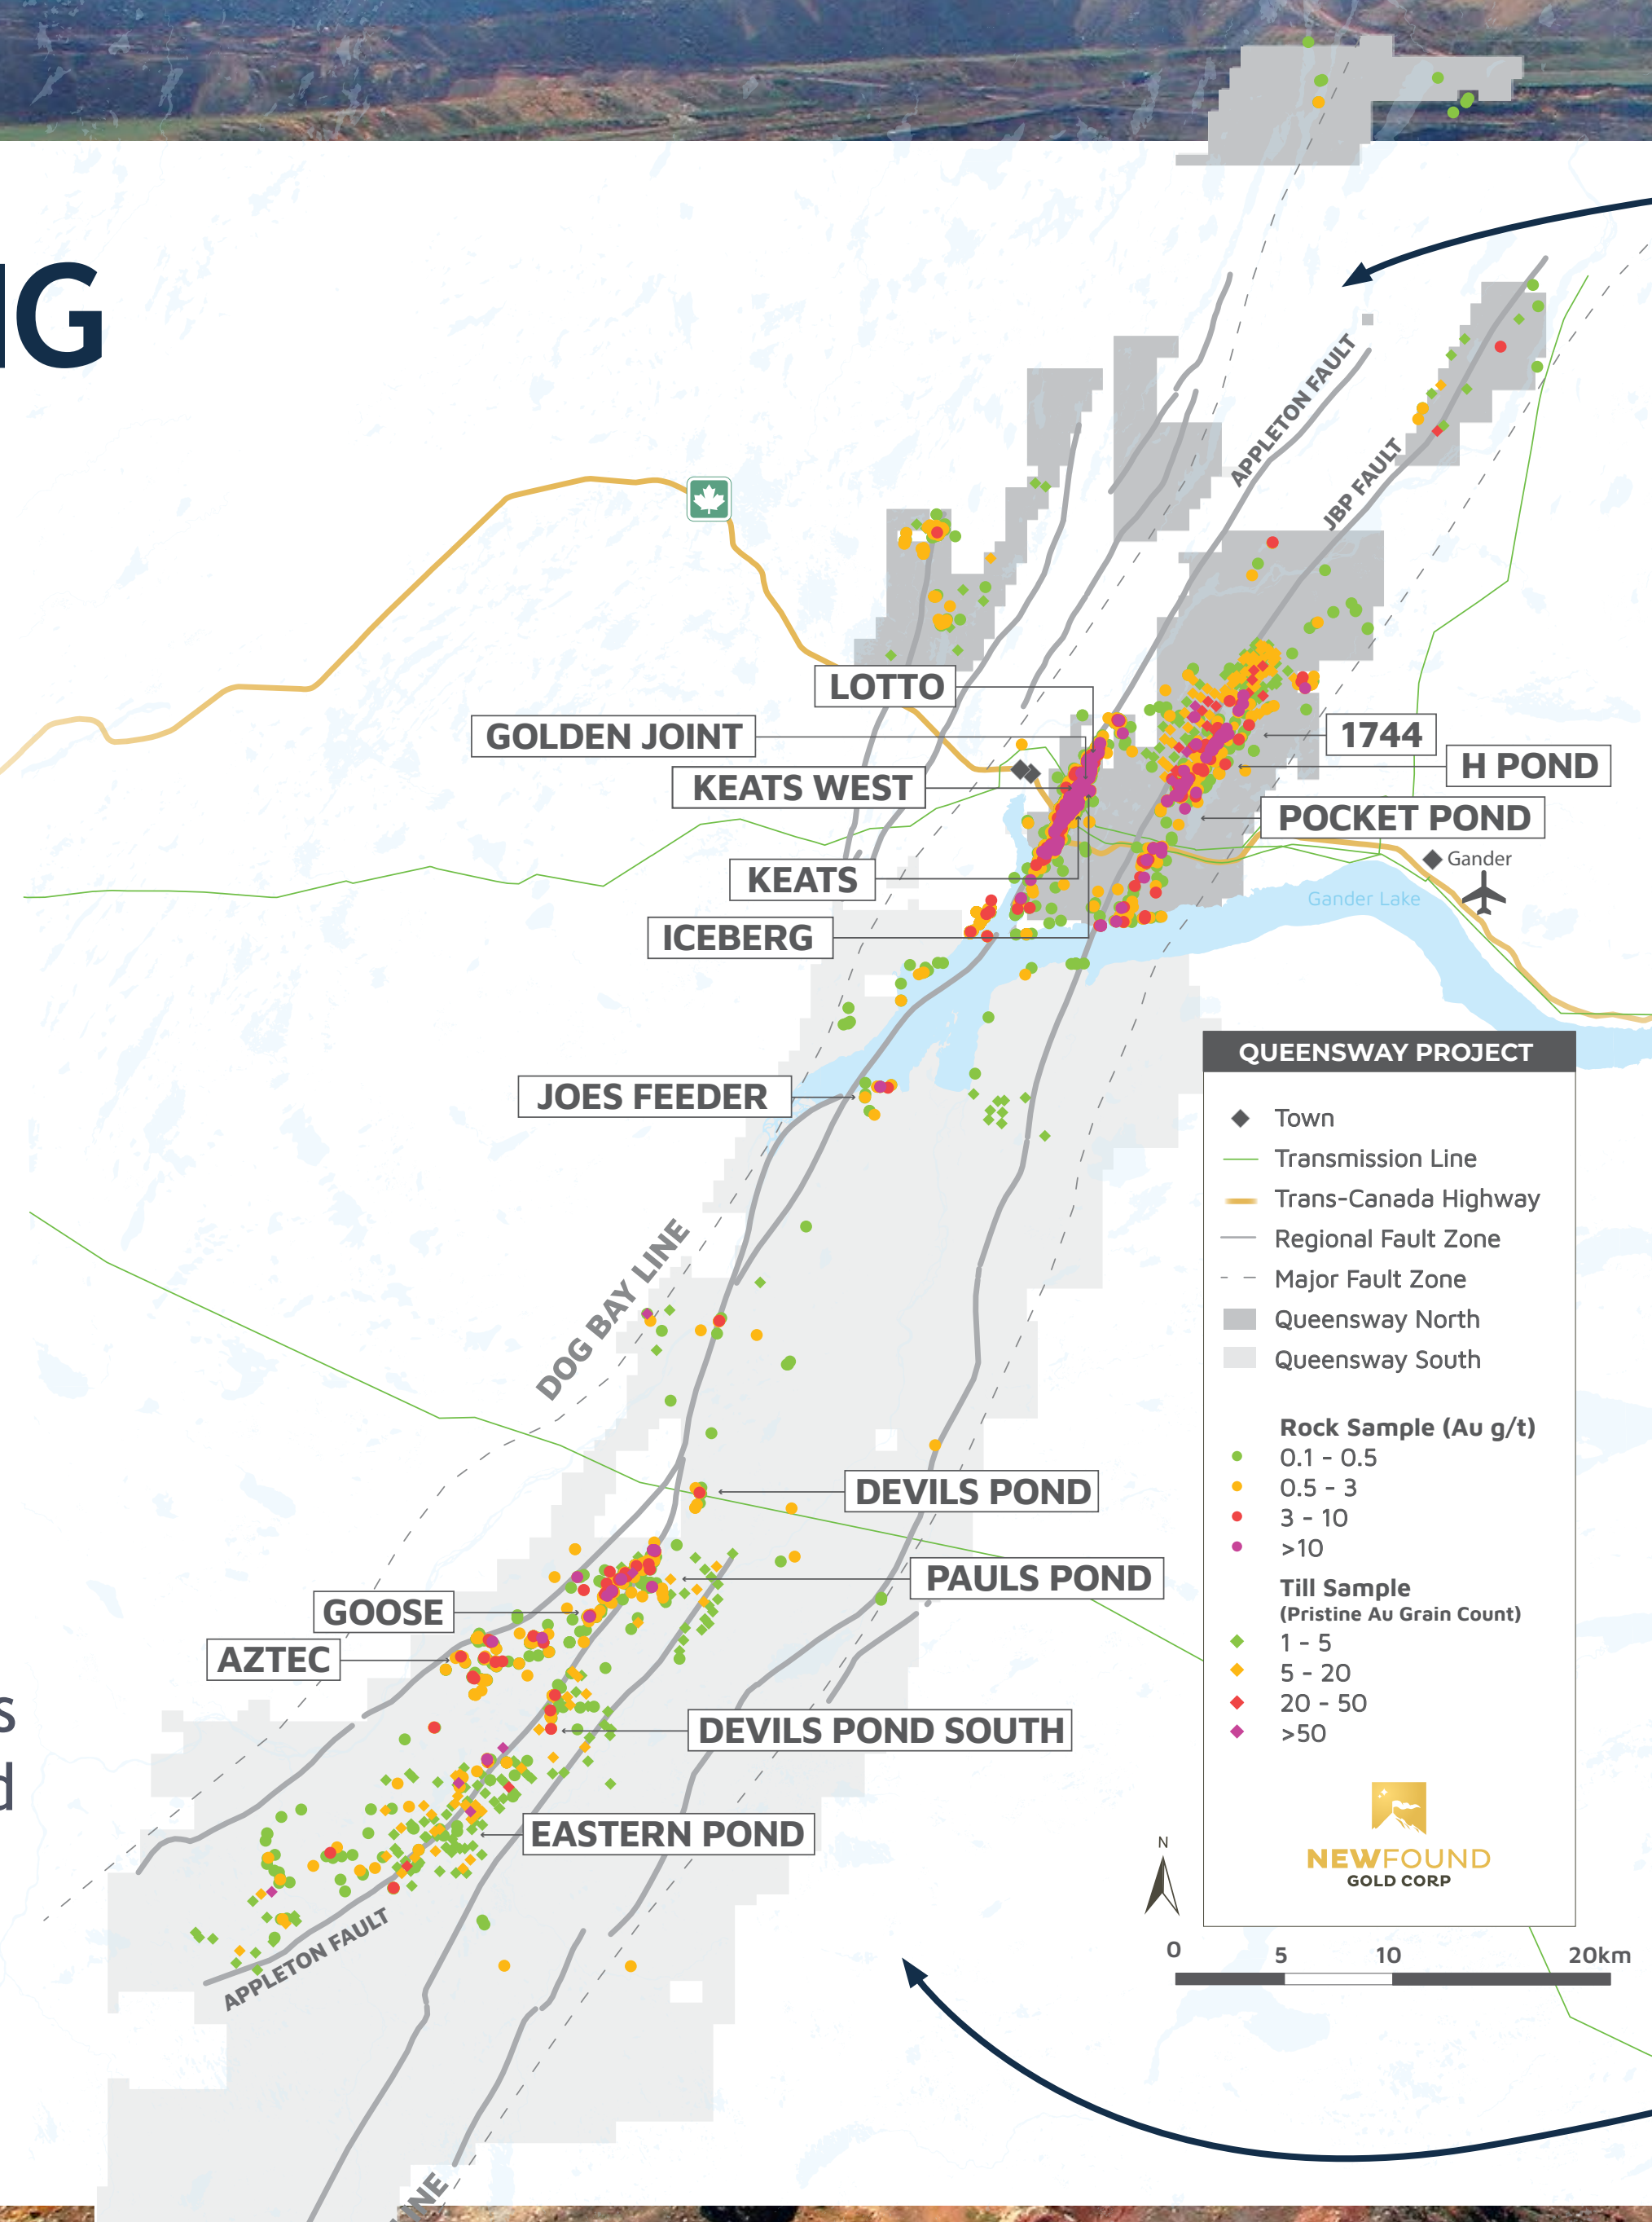 IG
APPLETON FAULT
JBP FAULT
LOTTO
GOLDEN JOINT
1744
KEATS WEST
H POND
POCKET POND
KEATS
Gander
Gander Lake
ICEBERG
JOES FEEDER
DOG BAY LINE
DEVILS POND
PAULS POND
GOOSE
AZTEC
s
DEVILS POND SOUTH
d
EASTERN POND
APPLETON FAULT
QUEENSWAY PROJECT
Town
Transmission Line
Trans-Canada Highway
Regional Fault Zone
Major Fault Zone
Queensway North
Queensway South
Rock Sample (Au g/t)
0.1 - 0.5
0.5 - 3
3 - 10
>10
Till Sample
(Pristine Au Grain Count)
1 - 5
5 - 20
20 - 50
>50
NEWFOUND
GOLD CORP
N
0 5 10 20km
INE